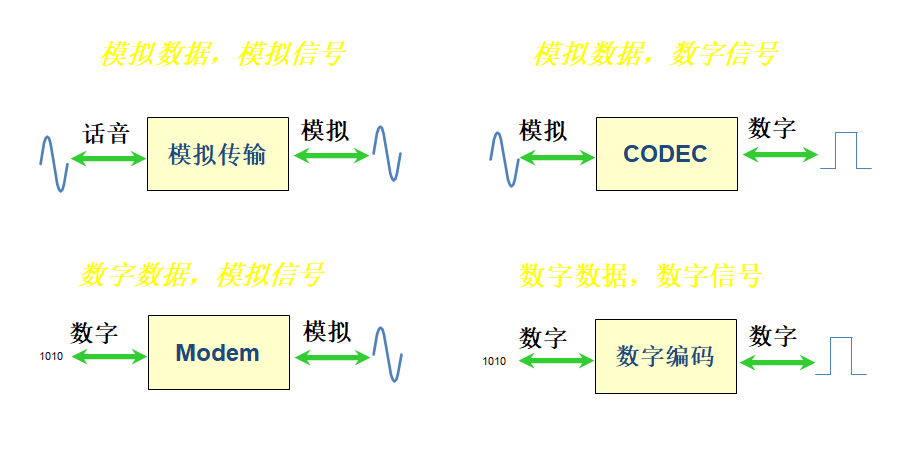 模拟数据，模拟信号
模拟数据，数字信号
话音
模拟传输
模拟
模拟
CODEC
数字
数字数据，模拟信号
数字数据，数字信号
1010
数字
Modem
模拟
1010
数字
数字编码
数字